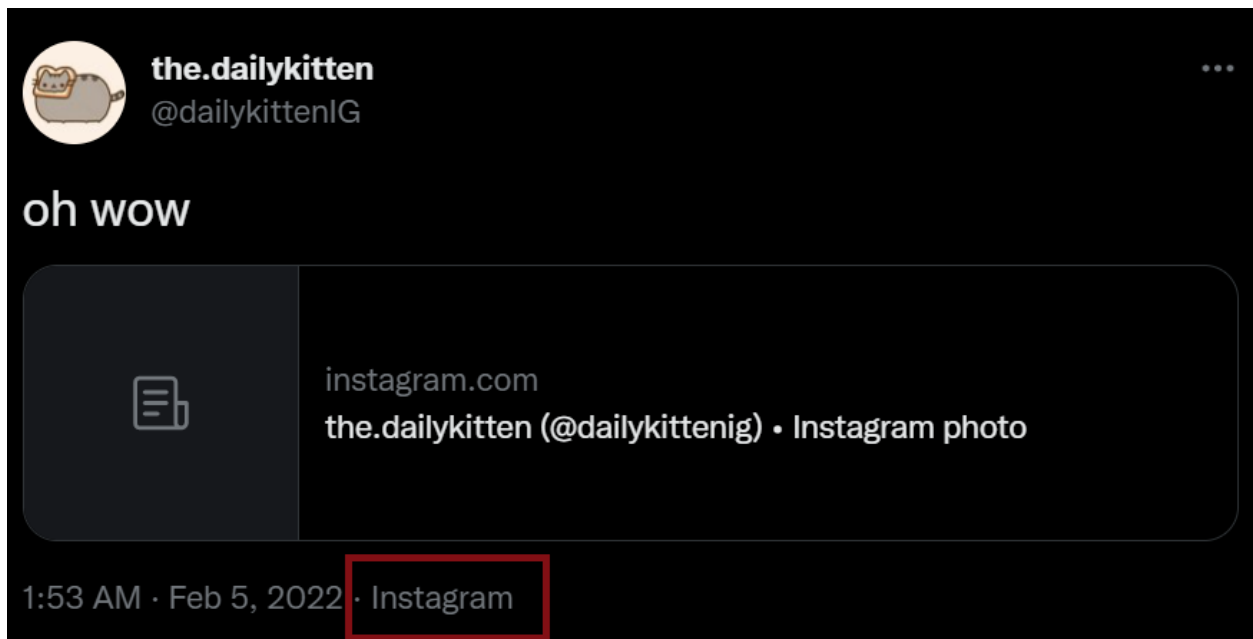 the.dailykitten
@dailykittenIG
oh wow
instagram.com
the.dailykitten (@dailykittenig) • Instagram photo
1:53 AM · Feb 5, 2022 · Instagram